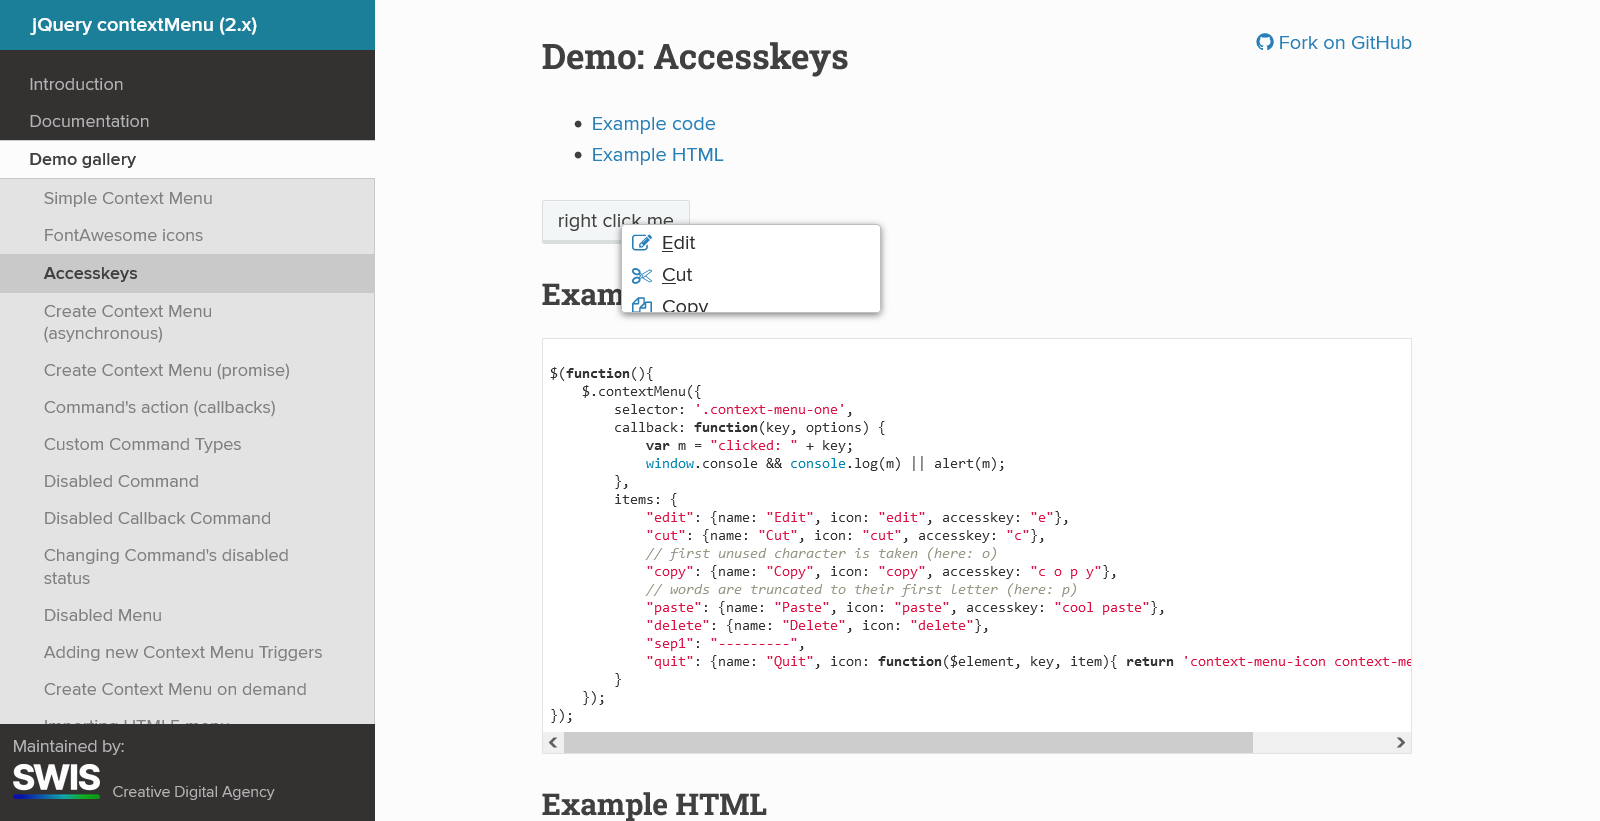 jQuery contextMenu (2.x)
Introduction
Documentation
Demo gallery
Simple Context Menu
FontAwesome icons
Accesskeys
Create Context Menu
(asynchronous)
Create Context Menu (promise)
Command's action (callbacks)
Custom Command Types
Disabled Command
Disabled Callback Command
Changing Command's disabled
status
Disabled Menu
Adding new Context Menu Triggers
Create Context Menu on demand
Importing HTML5 menu
Maintained by:
SWIS
Creative Digital Agency
Fork on GitHub
Demo: Accesskeys
Example code
Example HTML
right click me
Edit
Cut
Copy
Exam
$(function(){
    $.contextMenu({
        selector: '.context-menu-one',
        callback: function(key, options) {
            var m = "clicked: " + key;
            window.console && console.log(m) || alert(m);
        },
        items: {
            "edit": {name: "Edit", icon: "edit", accesskey: "e"},
            "cut": {name: "Cut", icon: "cut", accesskey: "c"},
            // first unused character is taken (here: o)
            "copy": {name: "Copy", icon: "copy", accesskey: "c o p y"},
            // words are truncated to their first letter (here: p)
            "paste": {name: "Paste", icon: "paste", accesskey: "cool paste"},
            "delete": {name: "Delete", icon: "delete"},
            "sep1": "---------",
            "quit": {name: "Quit", icon: function($element, key, item){ return 'context-menu-icon context-me
        }
    });
});
Example HTML